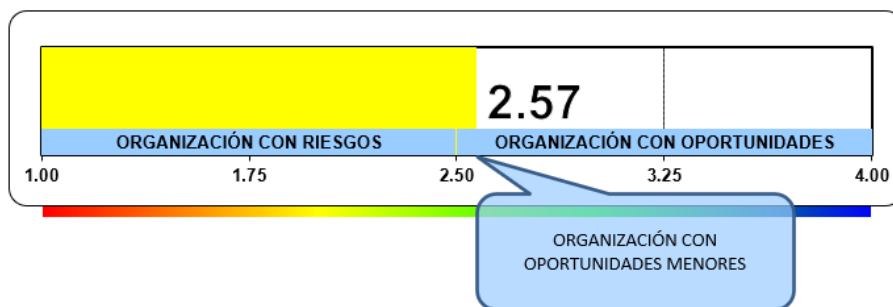 2.57
ORGANIZACIÓN CON RIESGOS ORGANIZACIÓN CON OPORTUNIDADES
1.00 1.75 2.50 3.25 4.00
ORGANIZACIÓN CON
OPORTUNIDADES MENORES